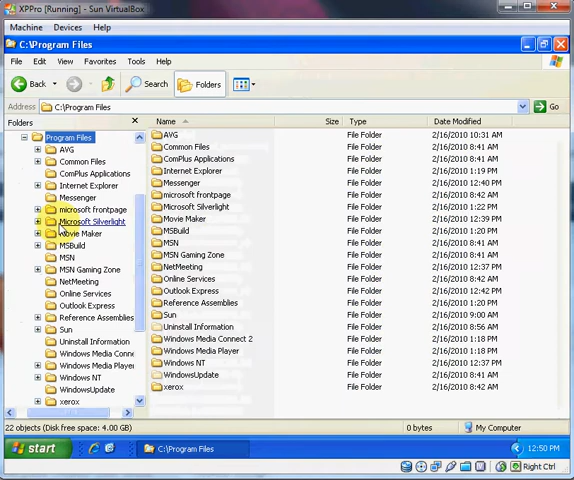 XPPro [Running] - Sun VirtualBox
Machine Devices Help
C:\Program Files
File Edit View Favorites Tools Help
Back Search Folders
Address C:\Program Files Go
Folders
Program Files
AVG
Common Files
ComPlus Applications
Internet Explorer
Messenger
microsoft frontpage
Microsoft Silverlight
Movie Maker
MSBuild
MSN
MSN Gaming Zone
NetMeeting
Online Services
Outlook Express
Reference Assemblies
Sun
Uninstall Information
Windows Media Conne
Windows Media Player
Windows NT
WindowsUpdate
xerox
Name Size Type Date Modified
AVG File Folder 2/16/2010 10:31 AM
Common Files File Folder 2/16/2010 8:41 AM
ComPlus Applications File Folder 2/16/2010 8:41 AM
Internet Explorer File Folder 2/16/2010 1:19 PM
Messenger File Folder 2/16/2010 12:40 PM
microsoft frontpage File Folder 2/16/2010 8:42 AM
Microsoft Silverlight File Folder 2/16/2010 1:22 PM
Movie Maker File Folder 2/16/2010 12:39 PM
MSBuild File Folder 2/16/2010 1:20 PM
MSN File Folder 2/16/2010 8:41 AM
MSN Gaming Zone File Folder 2/16/2010 8:41 AM
NetMeeting File Folder 2/16/2010 12:37 PM
Online Services File Folder 2/16/2010 8:41 AM
Outlook Express File Folder 2/16/2010 12:42 PM
Reference Assemblies File Folder 2/16/2010 1:20 PM
Sun File Folder 2/16/2010 9:00 AM
Uninstall Information File Folder 2/16/2010 8:56 AM
Windows Media Connect 2 File Folder 2/16/2010 12:38 PM
Windows Media Player File Folder 2/16/2010 12:38 PM
Windows NT File Folder 2/16/2010 8:41 AM
WindowsUpdate File Folder 2/16/2010 8:42 AM
xerox File Folder 2/16/2010 8:42 AM
22 objects (Disk free space: 4.00 GB) 0 bytes My Computer
start C:\Program Files 12:50 PM
Right Ctrl